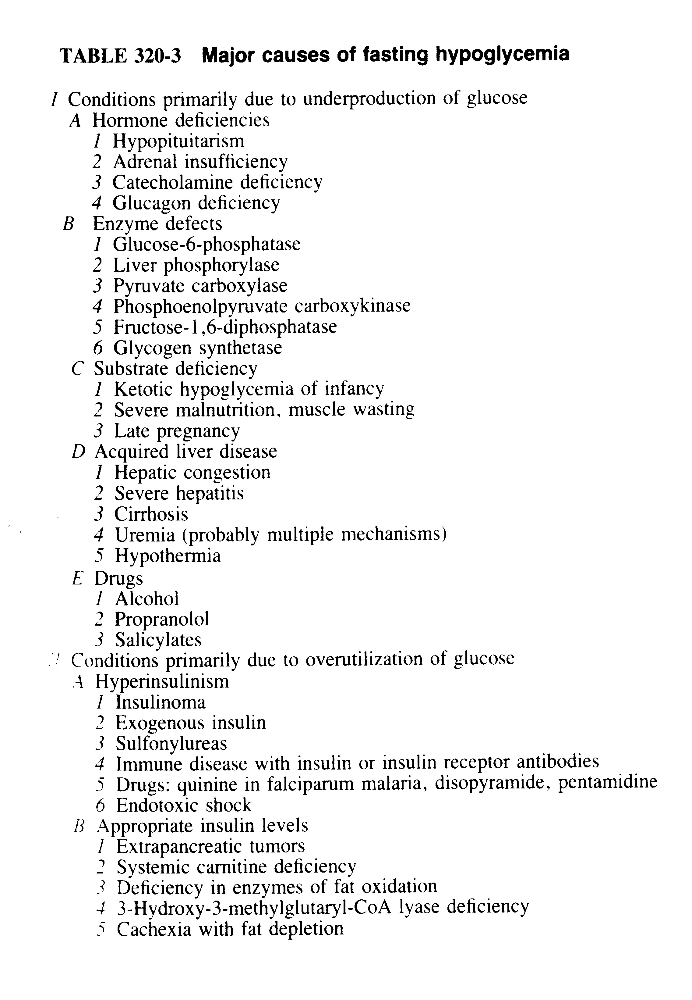 TABLE 320-3 Major causes of fasting hypoglycemia
I Conditions primarily due to underproduction of glucose
A Hormone deficiencies
1 Hypopituitarism
2 Adrenal insufficiency
3 Catecholamine deficiency
4 Glucagon deficiency
B Enzyme defects
1 Glucose-6-phosphatase
2 Liver phosphorylase
3 Pyruvate carboxylase
4 Phosphoenolpyruvate carboxykinase
5 Fructose-1,6-diphosphatase
6 Glycogen synthetase
C Substrate deficiency
1 Ketotic hypoglycemia of infancy
2 Severe malnutrition, muscle wasting
3 Late pregnancy
D Acquired liver disease
1 Hepatic congestion
2 Severe hepatitis
3 Cirrhosis
4 Uremia (probably multiple mechanisms)
5 Hypothermia
E Drugs
1 Alcohol
2 Propranolol
3 Salicylates
II Conditions primarily due to overutilization of glucose
A Hyperinsulinism
1 Insulinoma
2 Exogenous insulin
3 Sulfonylureas
4 Immune disease with insulin or insulin receptor antibodies
5 Drugs: quinine in falciparum malaria, disopyramide, pentamidine
6 Endotoxic shock
B Appropriate insulin levels
1 Extrapancreatic tumors
2 Systemic carnitine deficiency
3 Deficiency in enzymes of fat oxidation
4 3-Hydroxy-3-methylglutaryl-CoA lyase deficiency
5 Cachexia with fat depletion